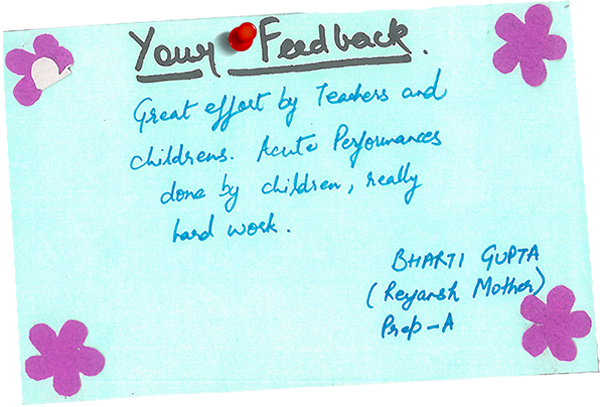 Your Feedback.
Great effort by Teachers and
childrens. Acute Performances
done by children, really
hard work.
BHARTI GUPTA
(Reyansh Mother)
Prep-A